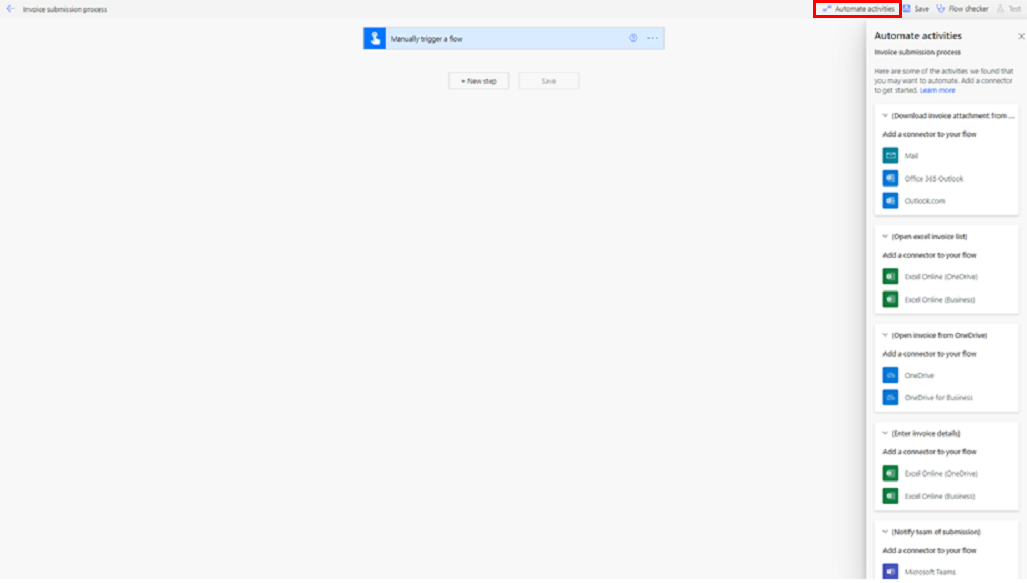 Invoice submission process
Automate activities
Save
Flow checker
Test
Manually trigger a flow
+ New step
Save
Automate activities
Invoice submission process
Here are some of the activities we found that
you may want to automate. Add a connector
to get started. Learn more
(Download invoice attachment from ...
Add a connector to your flow
Mail
Office 365 Outlook
Outlook.com
(Open excel invoice list)
Add a connector to your flow
Excel Online (OneDrive)
Excel Online (Business)
(Open invoice from OneDrive)
Add a connector to your flow
OneDrive
OneDrive for Business
(Enter invoice details)
Add a connector to your flow
Excel Online (OneDrive)
Excel Online (Business)
(Notify team of submission)
Add a connector to your flow
Microsoft Teams